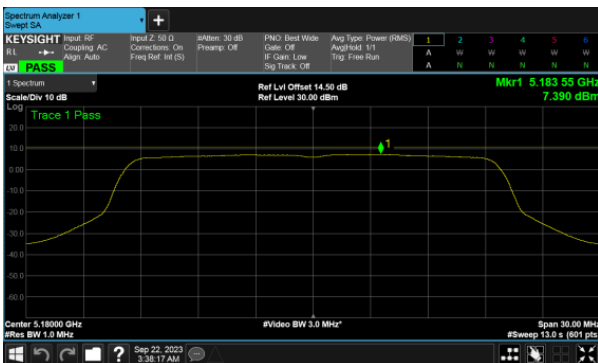 Spectrum Analyzer 1
Swept SA
+
KEYSIGHT Input: RF Input Z: 50 Ω #Atten: 30 dB PNO: Best Wide Avg Type: Power (RMS) 1 2 3 4 5 6
RL Coupling: AC Corrections: On Preamp: Off Gate: Off Avg|Hold: 1/1 A W W W W W
Align: Auto Freq Ref: Int (S) IF Gain: Low Trig: Free Run
LXI PASS Sig Track: Off A N N N N N
1 Spectrum
Ref Lvl Offset 14.50 dB Mkr1 5.183 55 GHz
Scale/Div 10 dB Ref Level 30.00 dBm 7.390 dBm
Log
Trace 1 Pass
20.0
10.0
1
0.00
-10.0
-20.0
-30.0
-40.0
-50.0
-60.0
Center 5.18000 GHz #Video BW 3.0 MHz* Span 30.00 MHz
#Res BW 1.0 MHz #Sweep 13.0 s (601 pts)
? Sep 22, 2023
3:38:17 AM